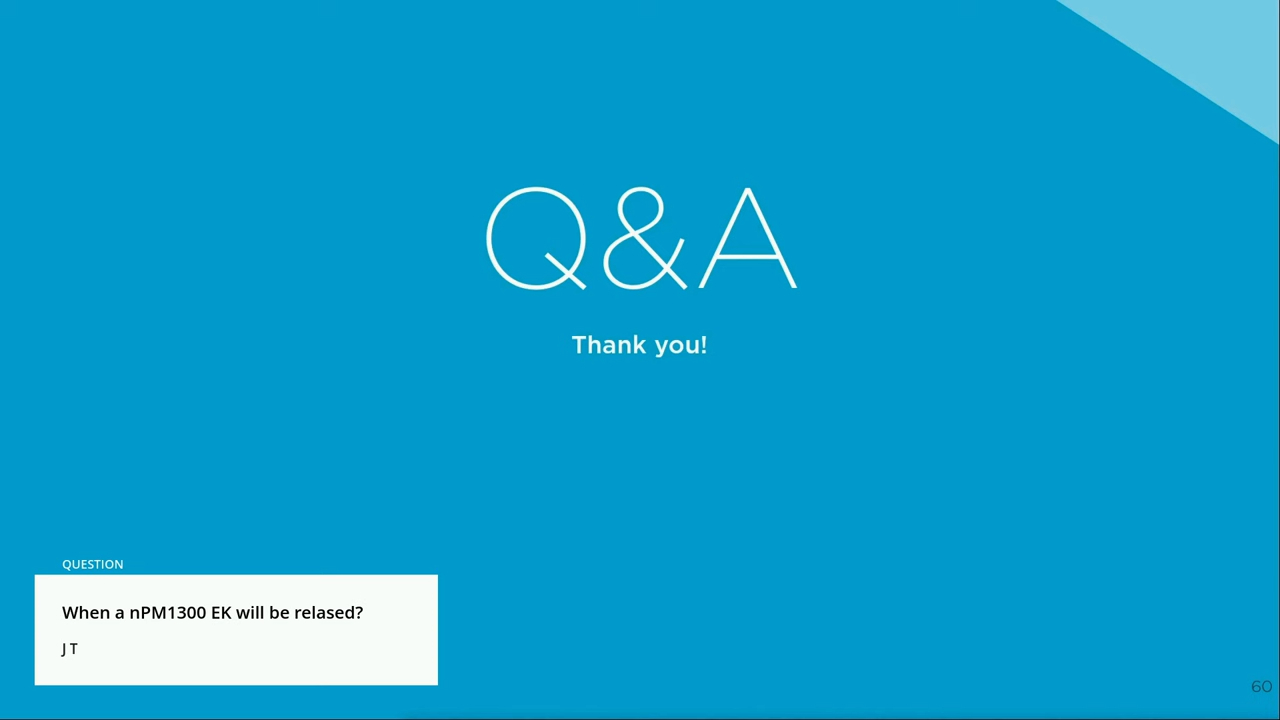 Q&A
Thank you!
QUESTION
When a nPM1300 EK will be relased?
J T
60